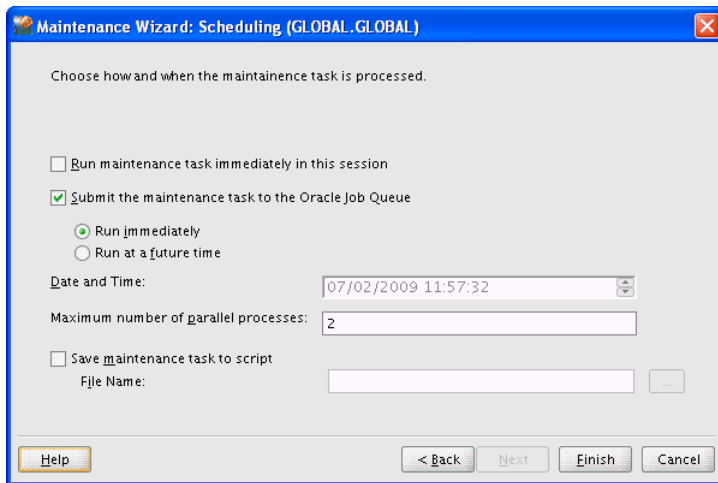 Maintenance Wizard: Scheduling (GLOBAL.GLOBAL)
Choose how and when the maintainence task is processed.
Run maintenance task immediately in this session
Submit the maintenance task to the Oracle Job Queue
Run immediately
Run at a future time
Date and Time:
07/02/2009 11:57:32
Maximum number of parallel processes:
2
Save maintenance task to script
File Name:
...
Help
< Back
Next
Finish
Cancel